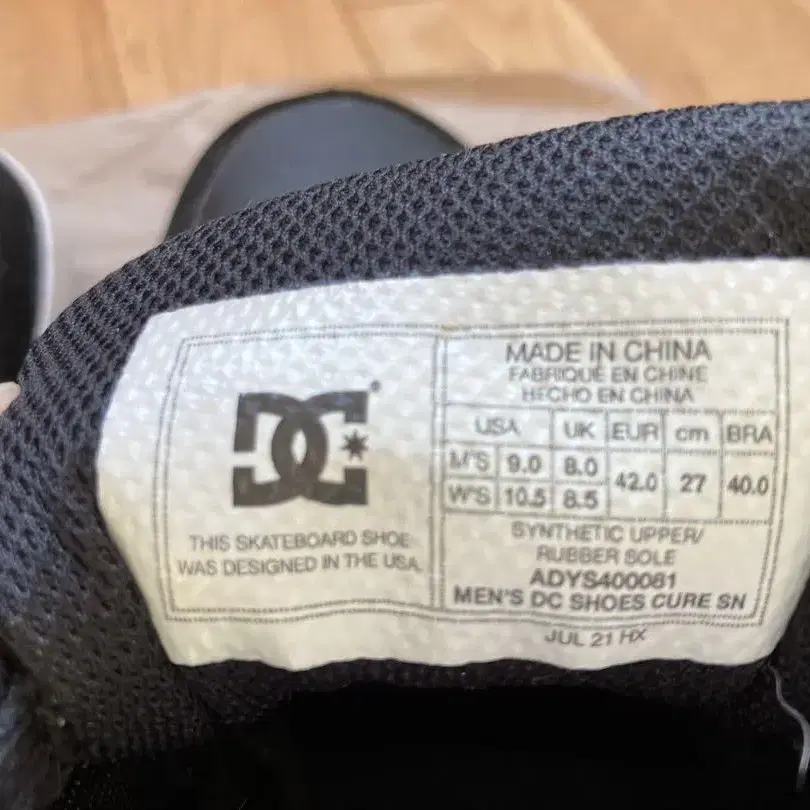 DC
THIS SKATEBOARD SHOE
WAS DESIGNED IN THE USA.
MADE IN CHINA
FABRIQUÉ EN CHINE
HECHO EN CHINA
USA UK EUR cm BRA
M'S 9.0 8.0 42.0 27 40.0
W'S 10.5 8.5
SYNTHETIC UPPER/
RUBBER SOLE
ADYS400081
MEN'S DC SHOES CURE SN
JUL 21 HX